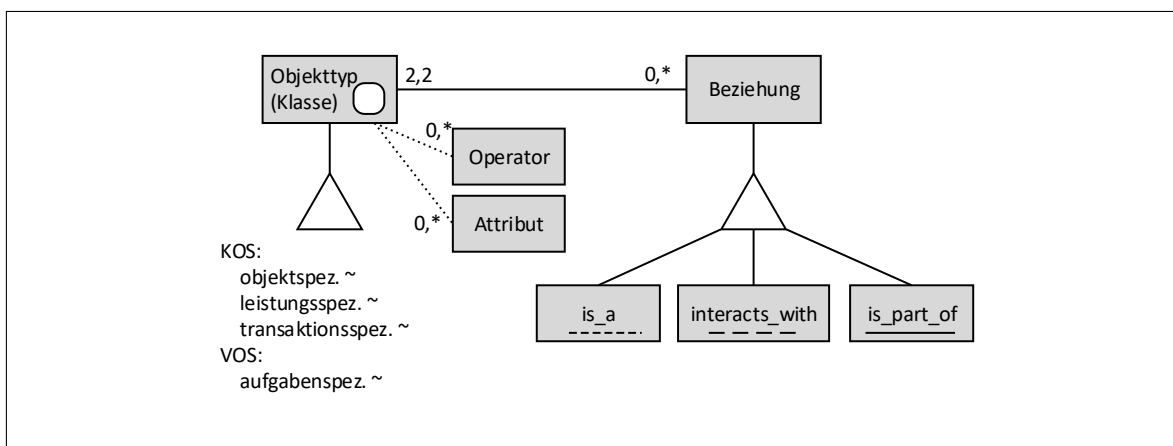 Objekttyp
(Klasse)
2,2
0,*
Beziehung
0,*
Operator
0,*
Attribut
KOS:
objektspez. ~
leistungsspez. ~
transaktionsspez. ~
VOS:
aufgabenspez. ~
is_a
interacts_with
is_part_of